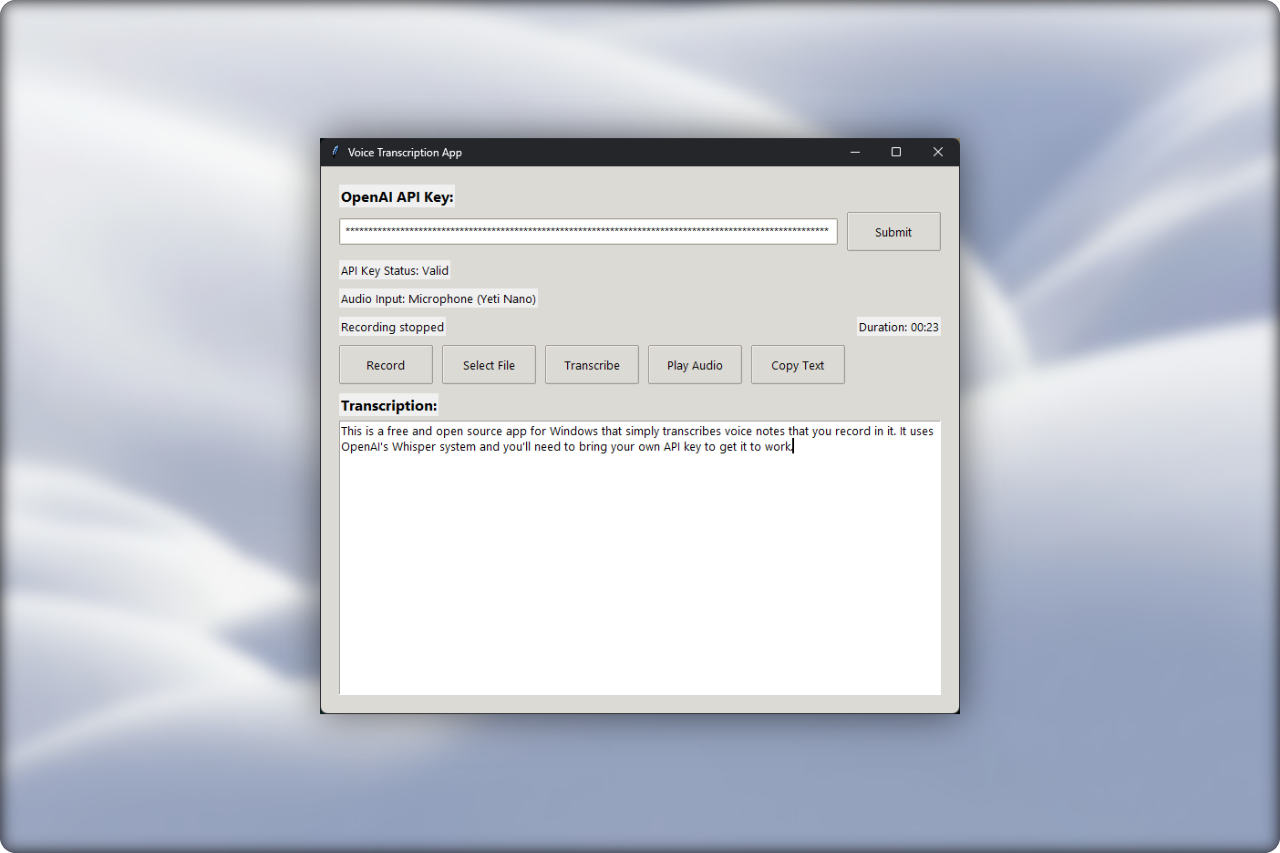 Voice Transcription App
OpenAI API Key:
********************************************************************************************************
Submit
API Key Status: Valid
Audio Input: Microphone (Yeti Nano)
Recording stopped
Duration: 00:23
Record
Select File
Transcribe
Play Audio
Copy Text
Transcription:
This is a free and open source app for Windows that simply transcribes voice notes that you record in it. It uses
OpenAI's Whisper system and you'll need to bring your own API key to get it to work.